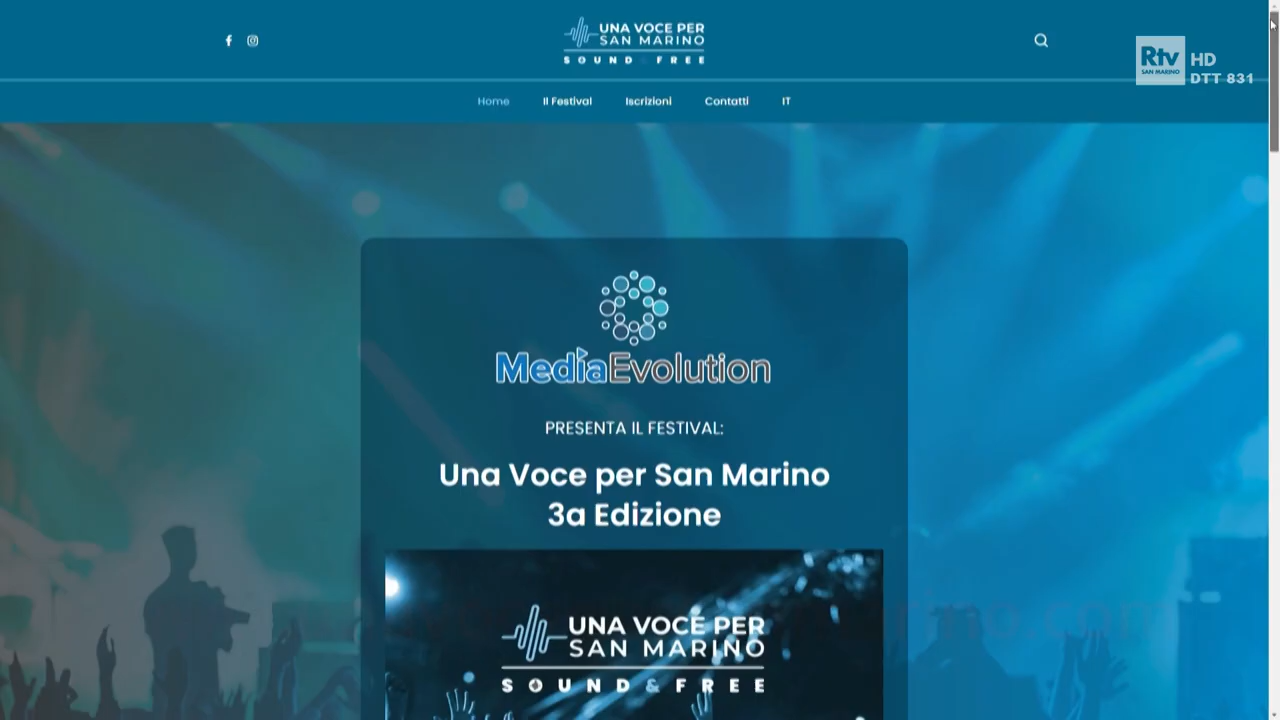 UNA VOCE PER
SAN MARINO
SOUND & FREE
Rtv
SAN MARINO
HD
DTT 831
Home
Il Festival
Iscrizioni
Contatti
IT
MediaEvolution
PRESENTA IL FESTIVAL:
Una Voce per San Marino
3a Edizione
UNA VOCE PER
SAN MARINO
SOUND & FREE